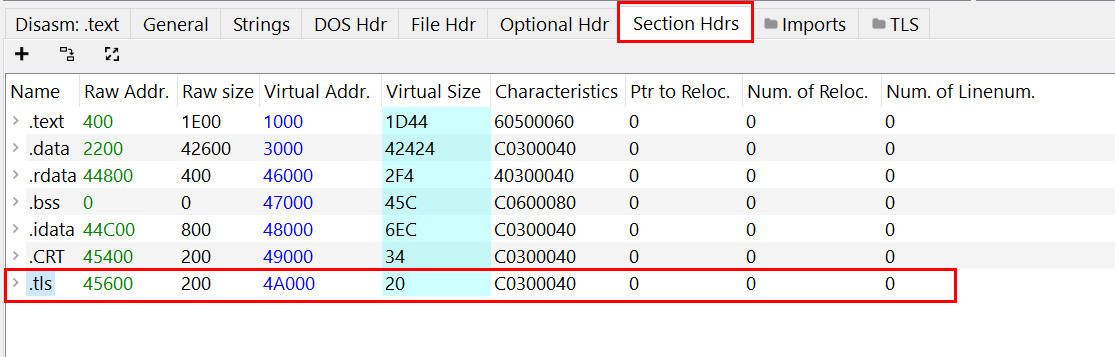 Disasm: .text General Strings DOS Hdr File Hdr Optional Hdr Section Hdrs Imports TLS
Name Raw Addr. Raw size Virtual Addr. Virtual Size Characteristics Ptr to Reloc. Num. of Reloc. Num. of Linenum.
.text 400 1E00 1000 1D44 60500060 0 0 0
.data 2200 42600 3000 42424 C0300040 0 0 0
.rdata 44800 400 46000 2F4 40300040 0 0 0
.bss 0 0 47000 45C C0600080 0 0 0
.idata 44C00 800 48000 6EC C0300040 0 0 0
.CRT 45400 200 49000 34 C0300040 0 0 0
.tls 45600 200 4A000 20 C0300040 0 0 0